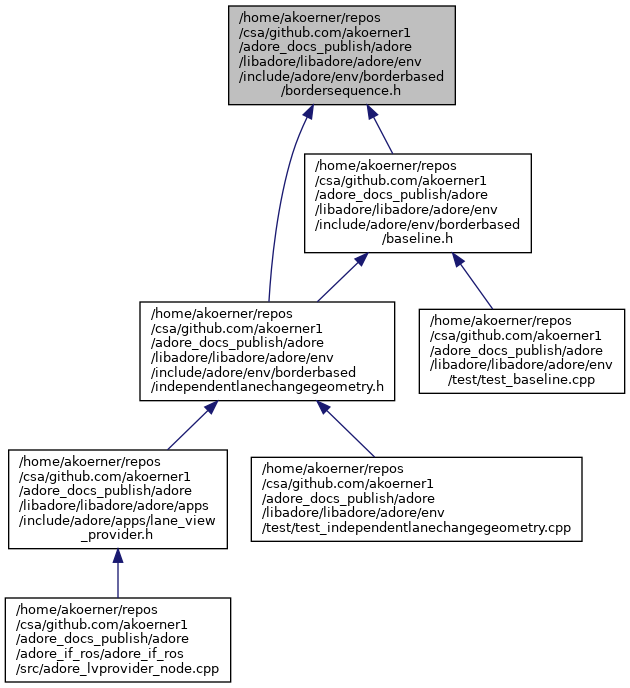 /home/akoerner/repos
/csa/github.com/akoerner1
/adore_docs_publish/adore
/libadore/libadore/adore/env
/include/adore/env/borderbased
/bordersequence.h
/home/akoerner/repos
/csa/github.com/akoerner1
/adore_docs_publish/adore
/libadore/libadore/adore/env
/include/adore/env/borderbased
/baseline.h
/home/akoerner/repos
/csa/github.com/akoerner1
/adore_docs_publish/adore
/libadore/libadore/adore/env
/include/adore/env/borderbased
/independentlanechangegeometry.h
/home/akoerner/repos
/csa/github.com/akoerner1
/adore_docs_publish/adore
/libadore/libadore/adore/env
/test/test_baseline.cpp
/home/akoerner/repos
/csa/github.com/akoerner1
/adore_docs_publish/adore
/libadore/libadore/adore/apps
/include/adore/apps/lane_view
_provider.h
/home/akoerner/repos
/csa/github.com/akoerner1
/adore_docs_publish/adore
/libadore/libadore/adore/env
/test/test_independentlanechangegeometry.cpp
/home/akoerner/repos
/csa/github.com/akoerner1
/adore_docs_publish/adore
/adore_if_ros/adore_if_ros
/src/adore_lvprovider_node.cpp